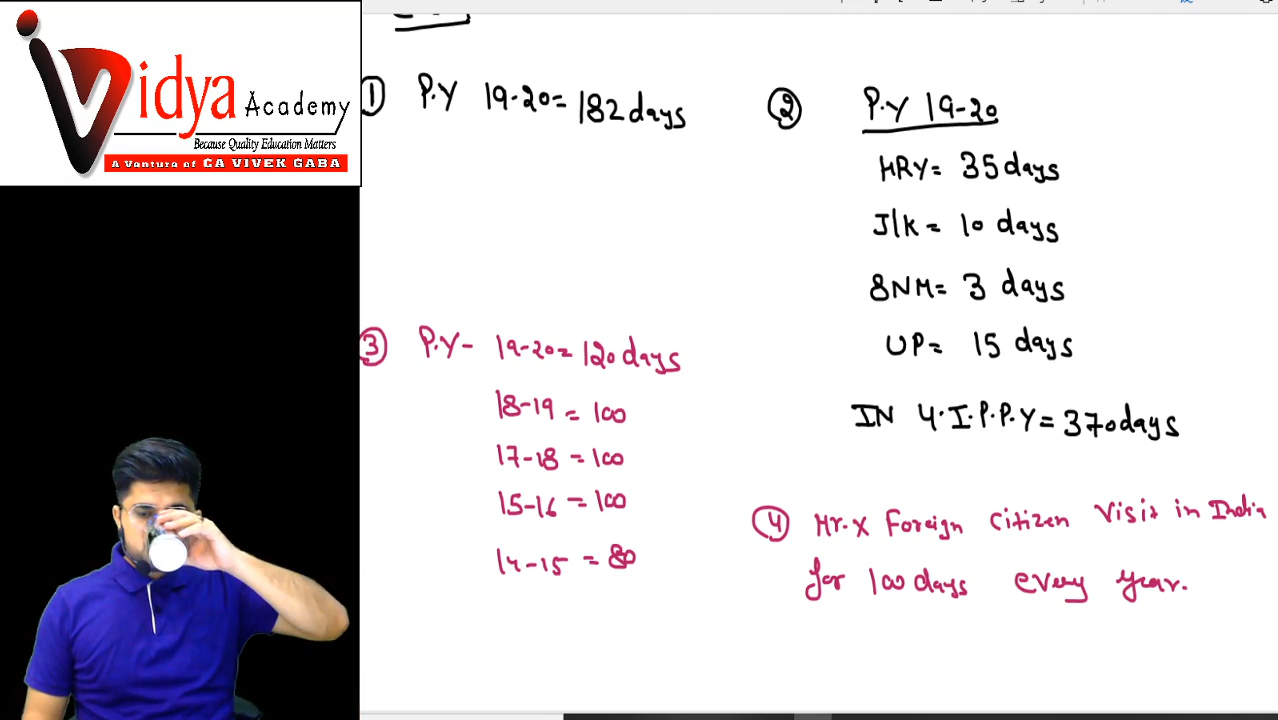 Vidya Academy
Because Quality Education Matters
A Ventura of CA VIVEK GABA
① P.Y 19-20= 182 days
② P.Y 19-20
HRY= 35 days
J/K = 10 days
SNM= 3 days
UP= 15 days
IN 4.I.P.P.Y= 370 days
③ P.Y- 19-20= 120 days
18-19 = 100
17-18 = 100
15-16 = 100
14-15 = 80
④ Mr.X Foreign Citizen Visit in India
for 100 days every year.